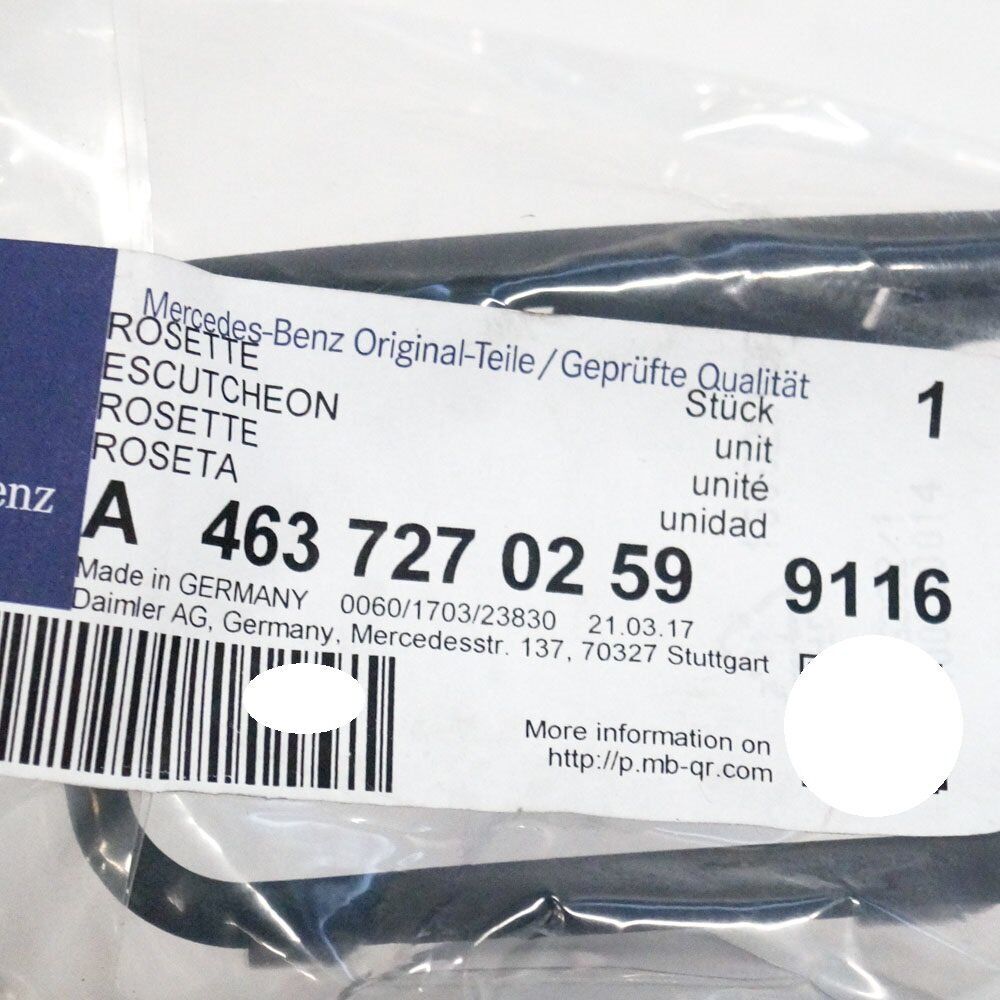 Mercedes-Benz Original-Teile / Geprüfte Qualität
ROSETTE
ESCUTCHEON
ROSETTE
ROSETA
Stück 1
unit
unité
unidad
enz
A 463 727 02 59 9116
Made in GERMANY 0060/1703/23830 21.03.17
Daimler AG, Germany, Mercedesstr. 137, 70327 Stuttgart
More information on
http://p.mb-qr.com